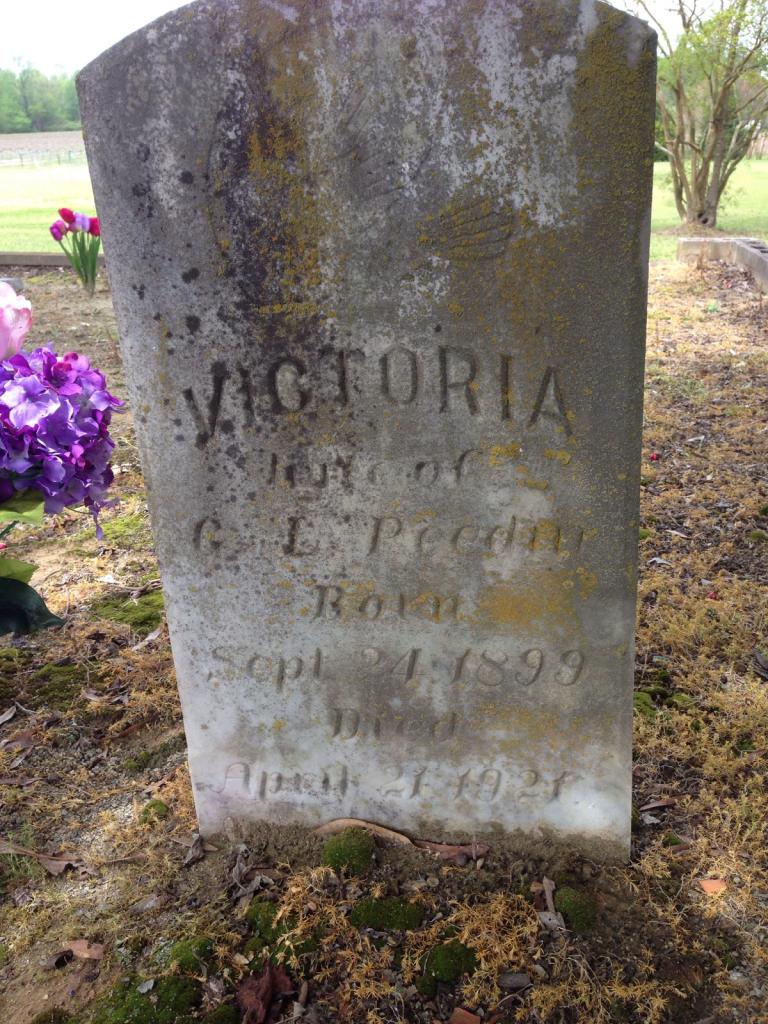 VICTORIA
Wife of
G. L. Peedin
Born
Sept 24 1899
Died
April 21 1921